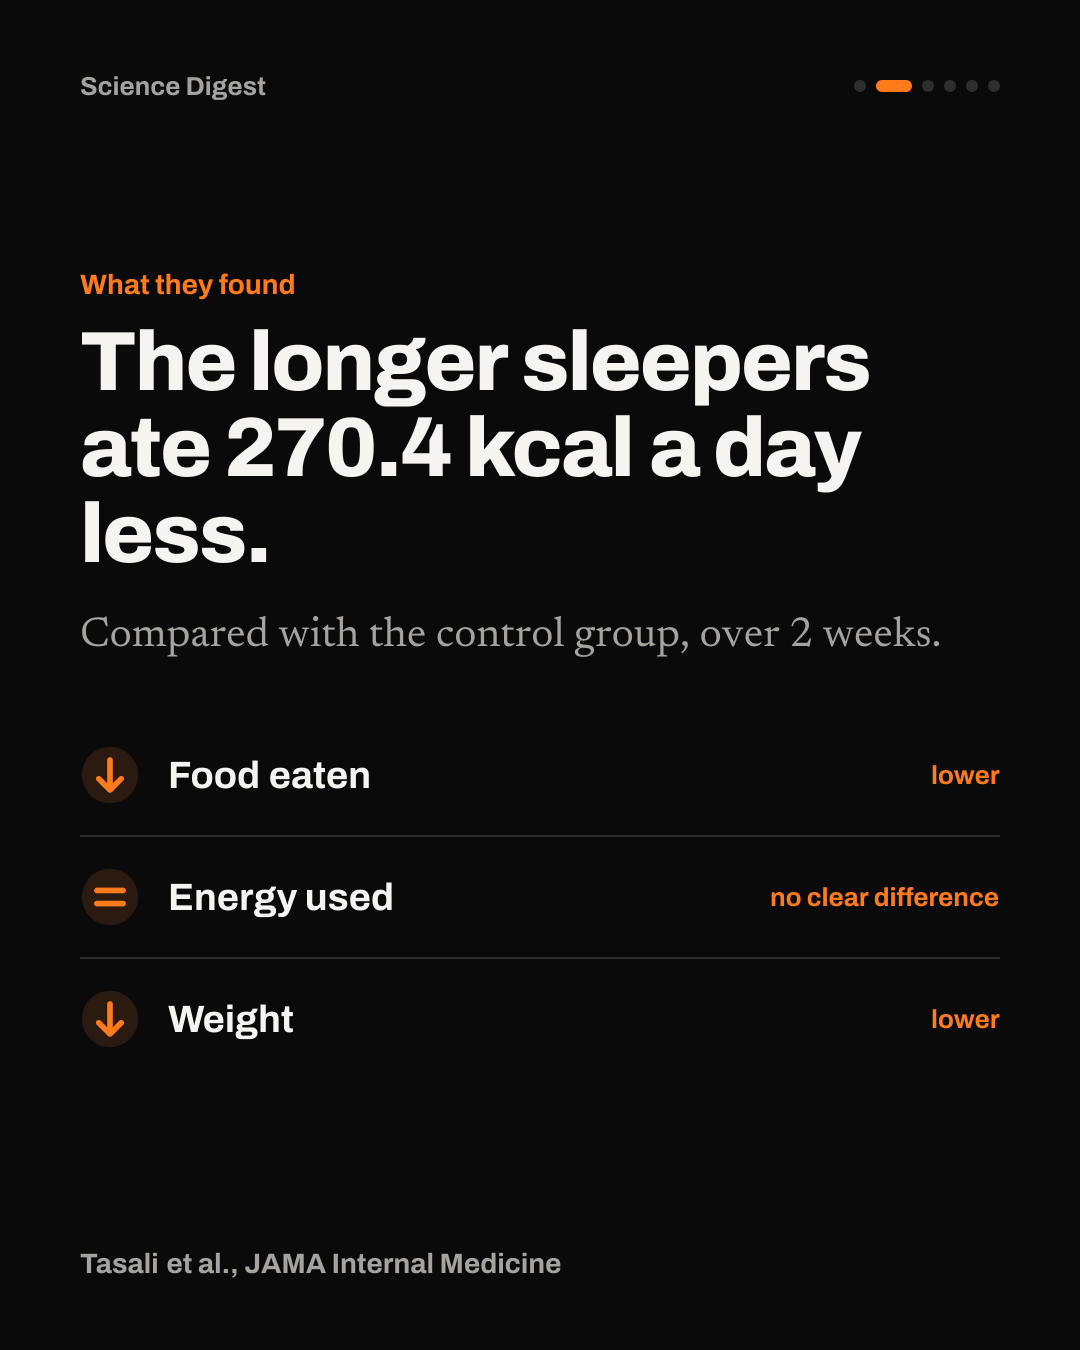 Science Digest
What they found
The longer sleepers
ate 270.4 kcal a day
less.
Compared with the control group, over 2 weeks.
Food eaten
lower
Energy used
no clear difference
Weight
lower
Tasali et al., JAMA Internal Medicine